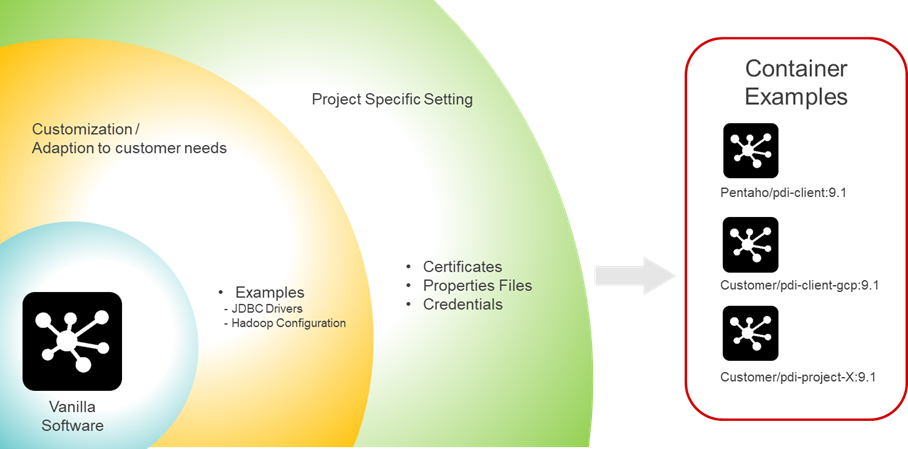 Project Specific Setting
Customization /
Adaption to customer needs
• Certificates
• Properties Files
• Credentials
• Examples
- JDBC Drivers
- Hadoop Configuration
Vanilla
Software
Container
Examples
Pentaho/pdi-client:9.1
Customer/pdi-client-gcp:9.1
Customer/pdi-project-X:9.1